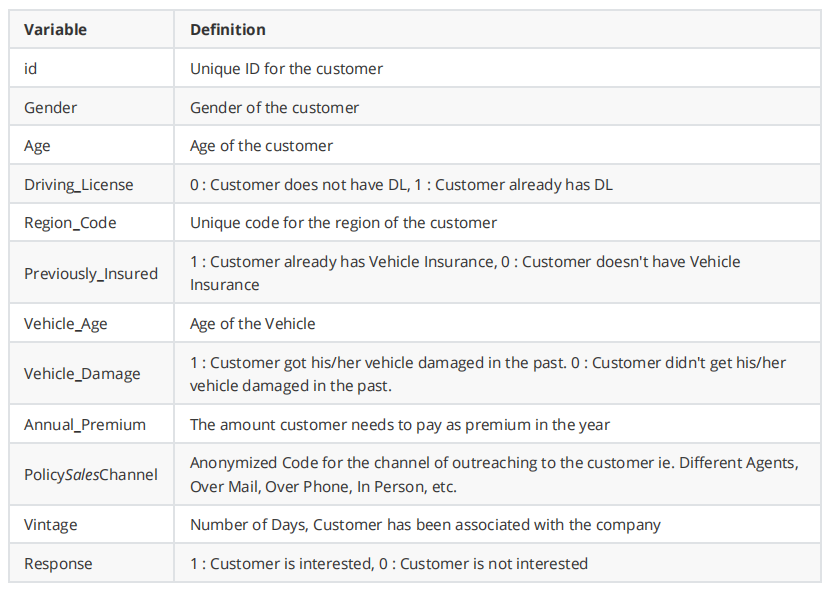 Variable Definition
id Unique ID for the customer
Gender Gender of the customer
Age Age of the customer
Driving_License 0 : Customer does not have DL, 1 : Customer already has DL
Region_Code Unique code for the region of the customer
Previously_Insured 1 : Customer already has Vehicle Insurance, 0 : Customer doesn't have Vehicle
Insurance
Vehicle_Age Age of the Vehicle
Vehicle_Damage 1 : Customer got his/her vehicle damaged in the past. 0 : Customer didn't get his/her
vehicle damaged in the past.
Annual_Premium The amount customer needs to pay as premium in the year
PolicySalesChannel Anonymized Code for the channel of outreaching to the customer ie. Different Agents,
Over Mail, Over Phone, In Person, etc.
Vintage Number of Days, Customer has been associated with the company
Response 1 : Customer is interested, 0 : Customer is not interested